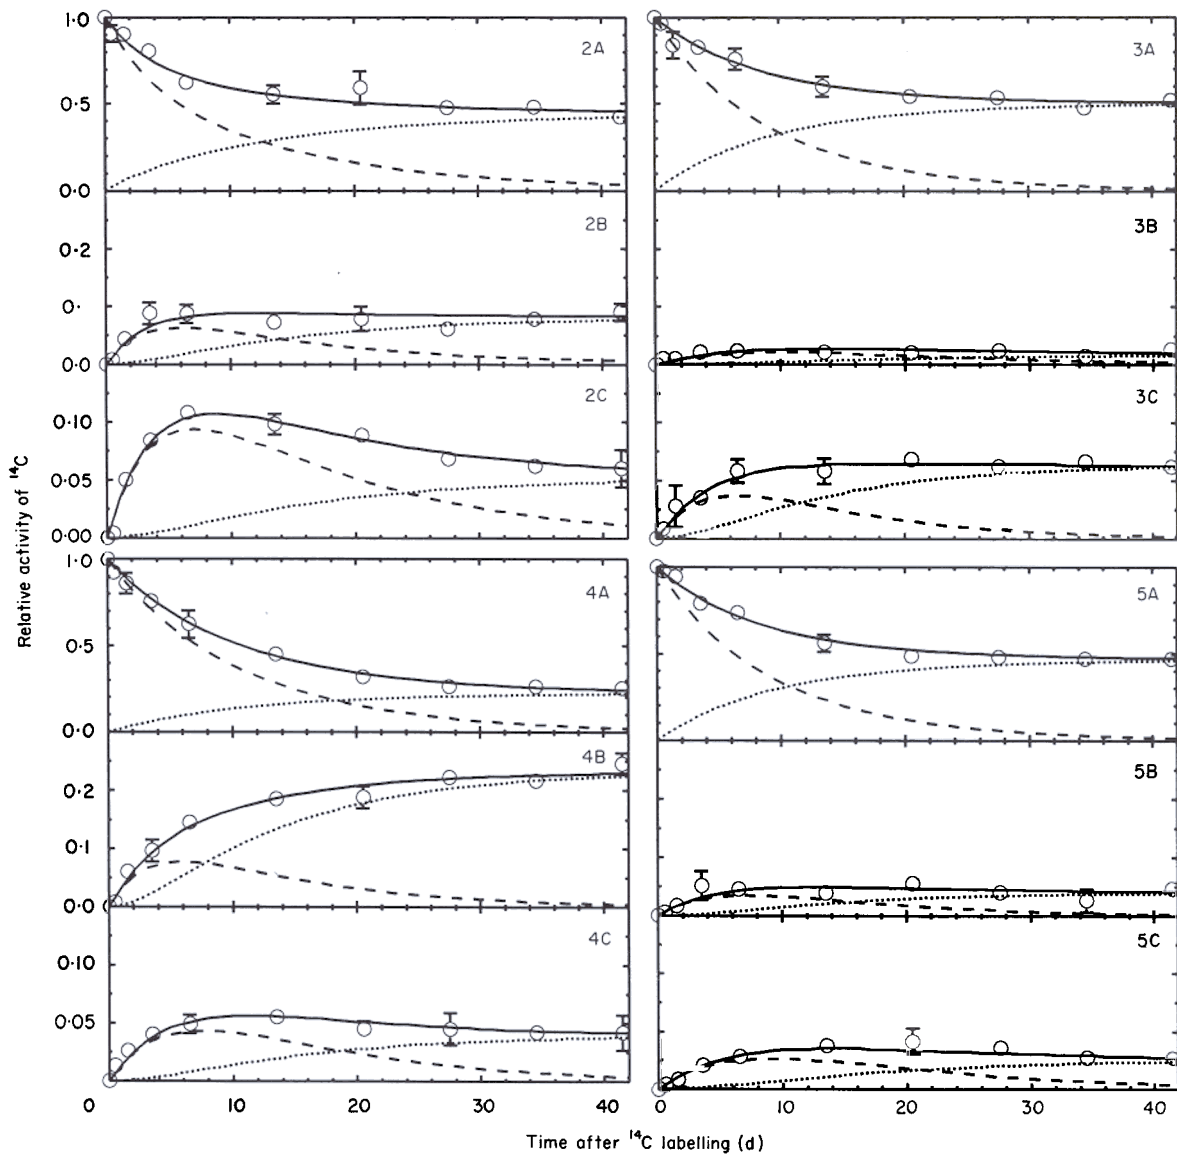 1·0
2A
0·5
0·0
3A
2B
0·2
0·
0·0
3B
2C
0·10
0·05
0·00
3C
Relative activity of ¹⁴C
1·0
4A
0·5
0·0
5A
4B
0·2
0·1
0·0
5B
4C
0·10
0·05
5C
0 10 20 30 40 0 10 20 30 40
Time after ¹⁴C labelling (d)